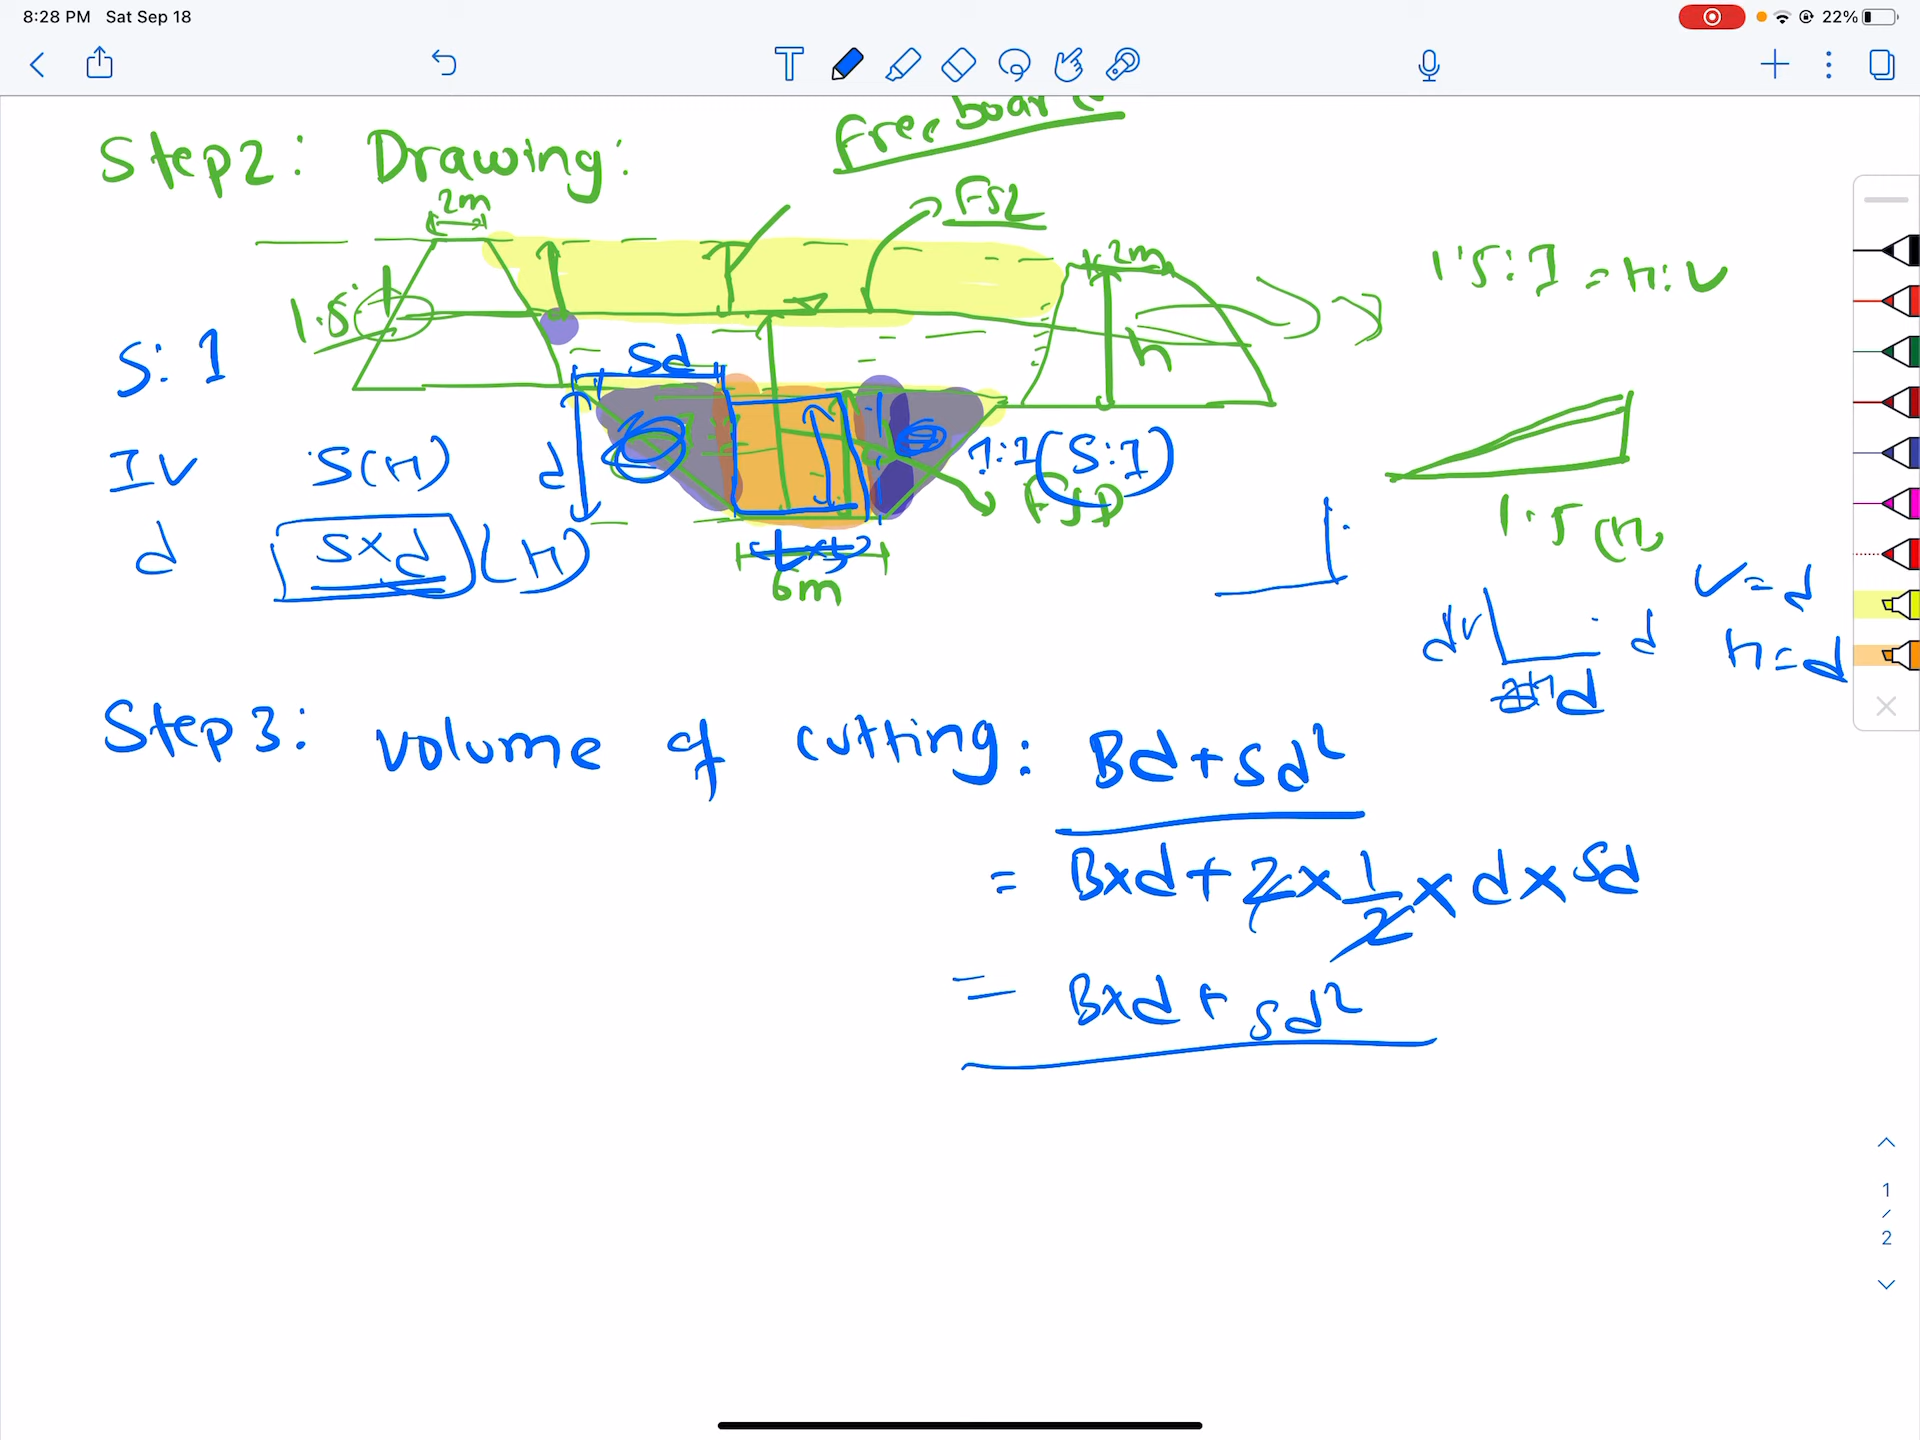 8:28 PM Sat Sep 18
22%
T
Free board
Step2: Drawing:
2m
FSL
2m
1.5:1 = H:V
1.5:1
S: 1
Sd
h
1V S(H) d
1:1 (S:1)
d S×d (H)
6m
1.5 (H)
V=d
dV d H=d
d
Step 3: Volume of cutting: Bd+Sd²
= B×d+2×1/2×d×Sd
= B×d+Sd²
1
/
2